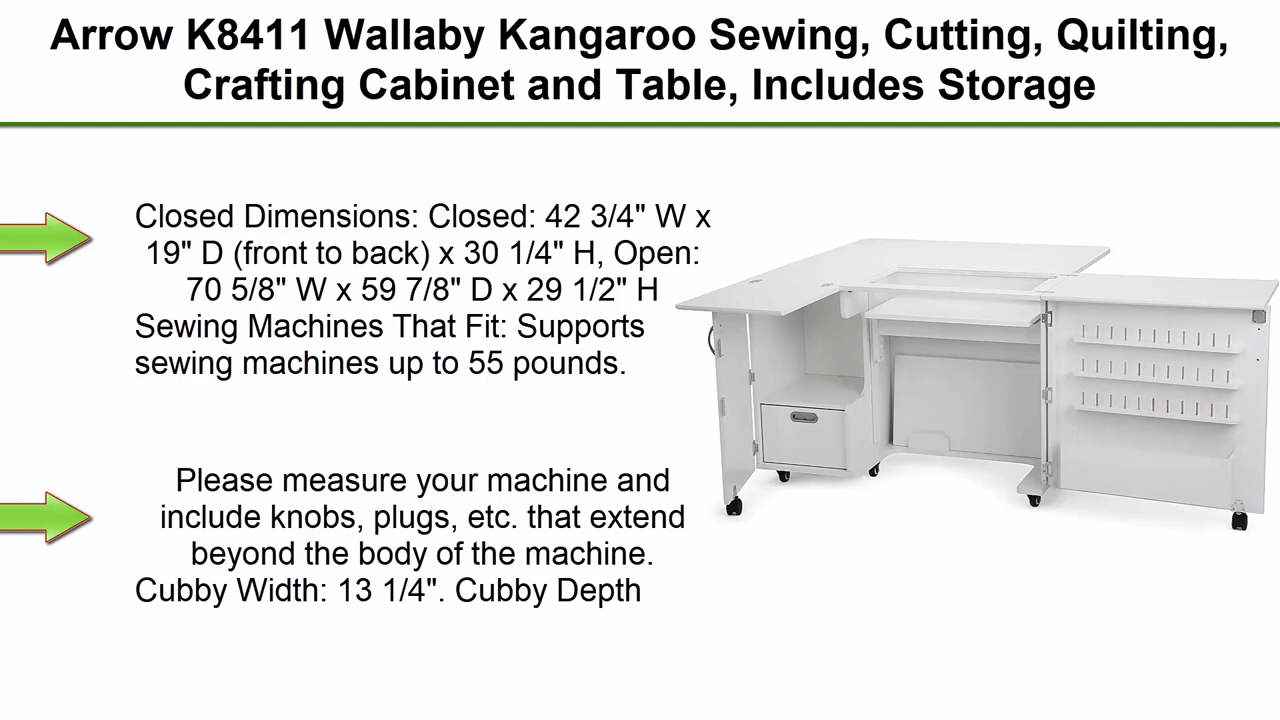 Arrow K8411 Wallaby Kangaroo Sewing, Cutting, Quilting,
Crafting Cabinet and Table, Includes Storage
Closed Dimensions: Closed: 42 3/4" W x
19" D (front to back) x 30 1/4" H, Open:
70 5/8" W x 59 7/8" D x 29 1/2" H
Sewing Machines That Fit: Supports
sewing machines up to 55 pounds.
Please measure your machine and
include knobs, plugs, etc. that extend
beyond the body of the machine.
Cubby Width: 13 1/4". Cubby Depth